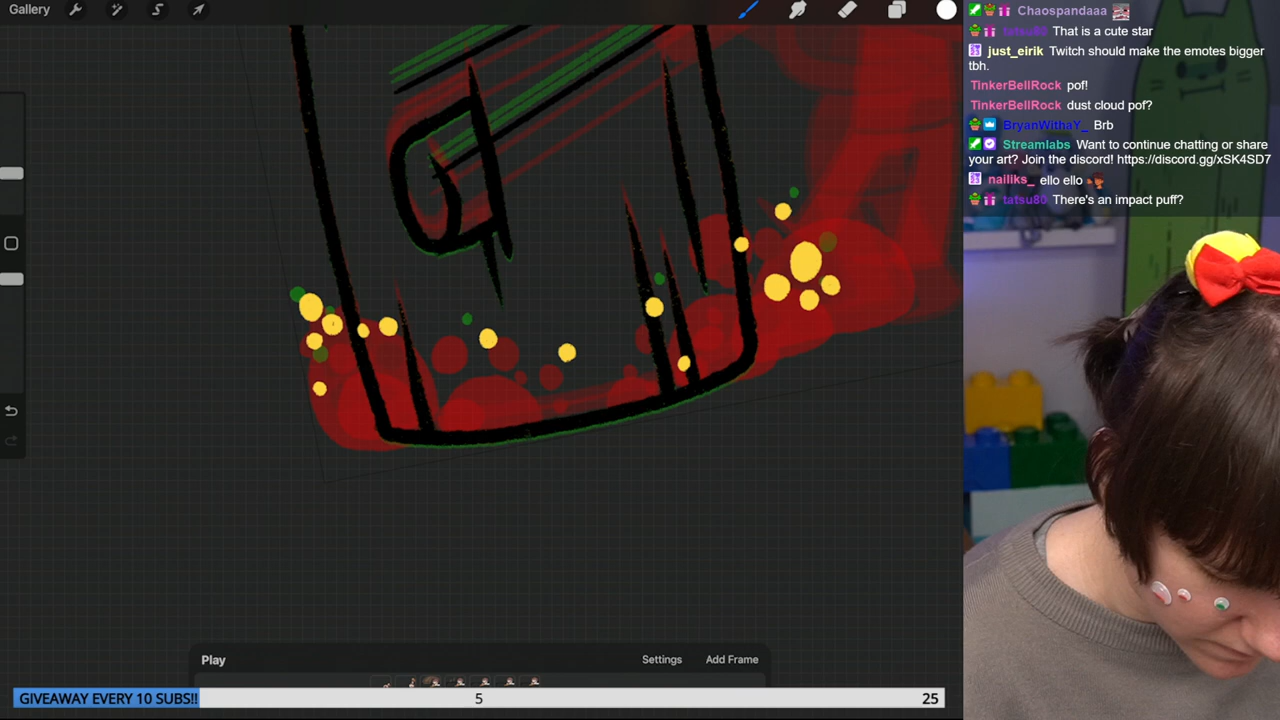 Gallery
Chaospandaaa
tatsu80 That is a cute star
just_eirik Twitch should make the emotes bigger
tbh.
TinkerBellRock pof!
TinkerBellRock dust cloud pof?
BryanWithaY_ Brb
Streamlabs Want to continue chatting or share
your art? Join the discord! https://discord.gg/xSK4SD7
nailiks_ ello ello
tatsu80 There's an impact puff?
Play
Settings
Add Frame
GIVEAWAY EVERY 10 SUBS!!
5
25